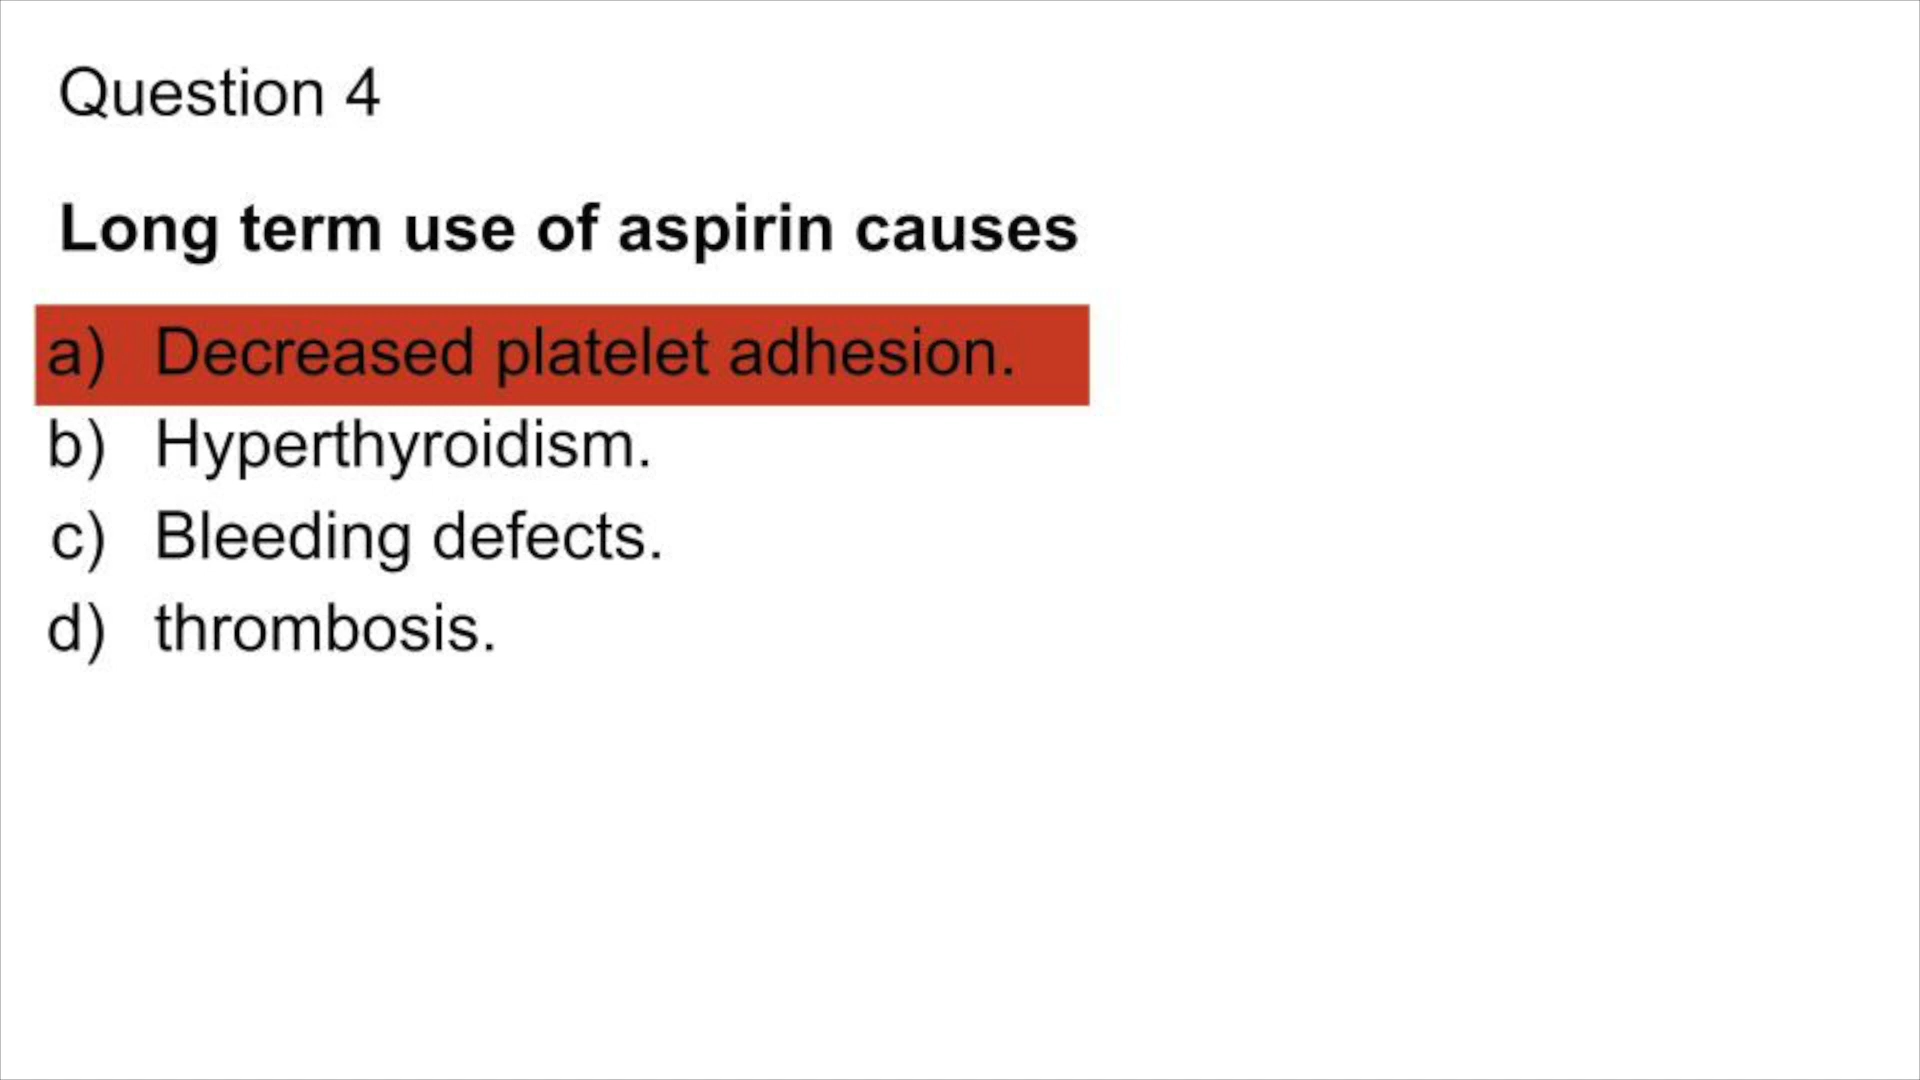 Question 4
Long term use of aspirin causes
a) Decreased platelet adhesion.
b) Hyperthyroidism.
c) Bleeding defects.
d) thrombosis.